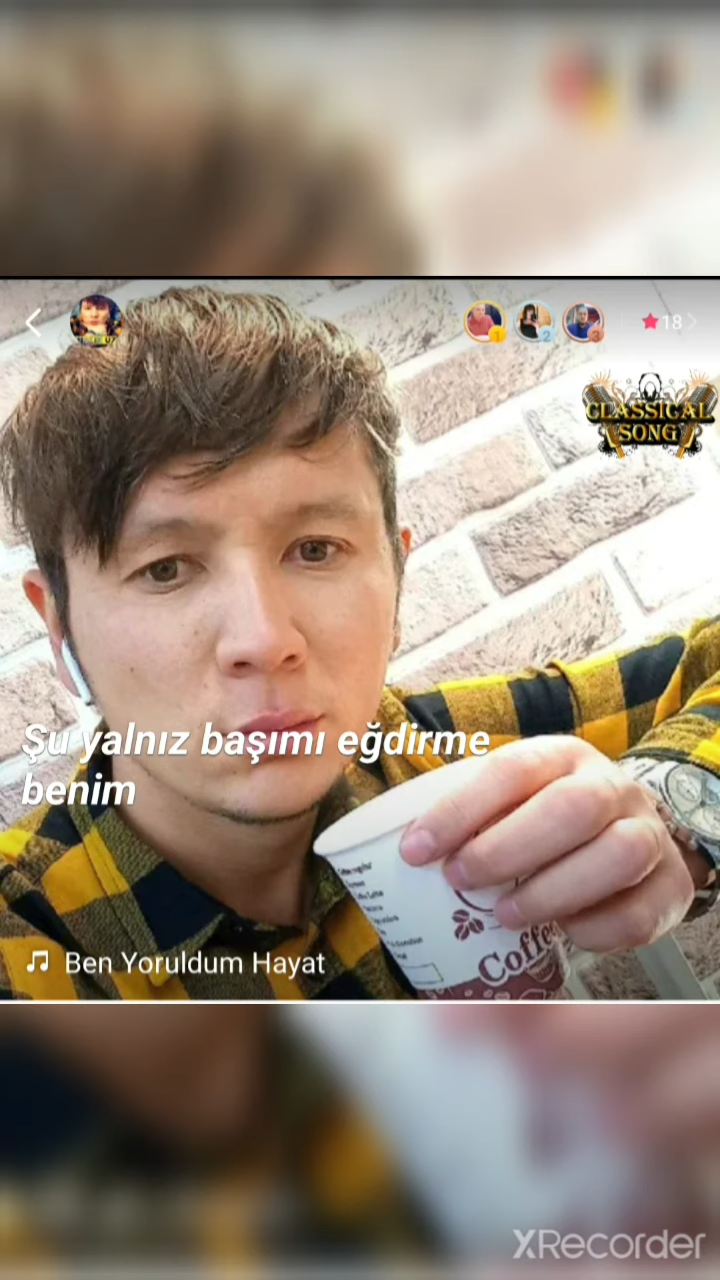 18
CLASSICAL
SONG
Şu yalnız başımı eğdirme
benim
Ben Yoruldum Hayat
Coffee
XRecorder